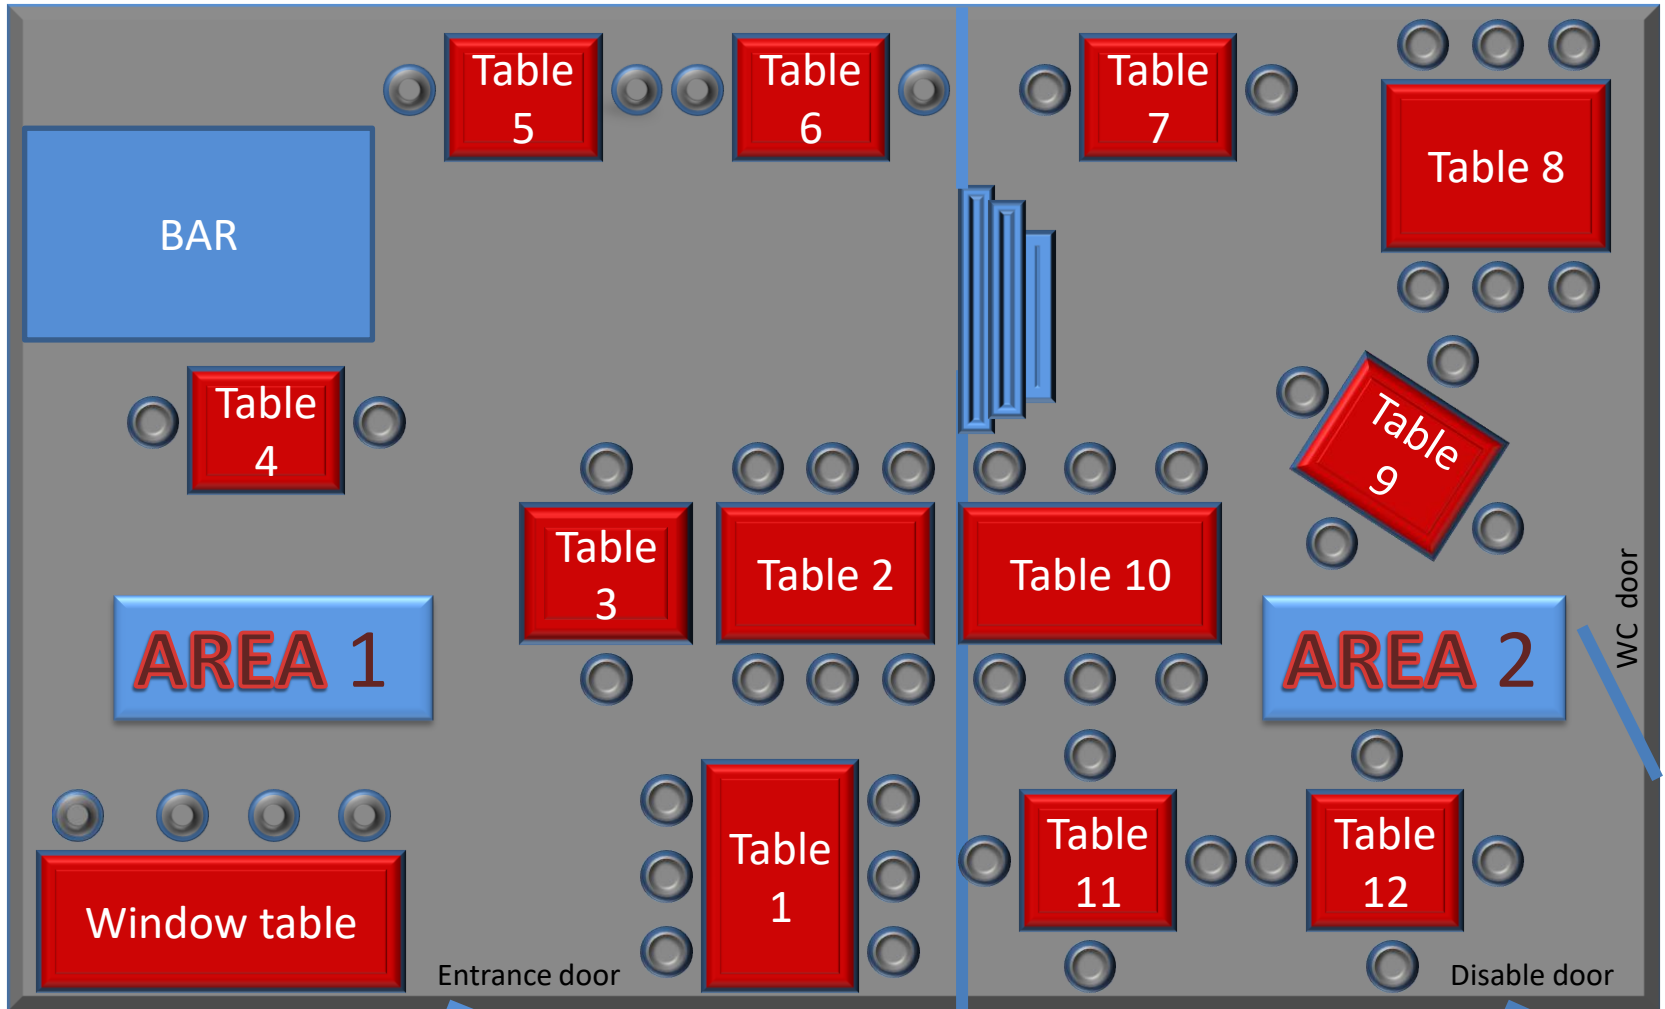 Table
5
Table
6
Table
7
Table 8
BAR
Table
4
Table
9
Table
3
Table 2
Table 10
WC door
AREA 1
AREA 2
Table
1
Table
11
Table
12
Window table
Entrance door
Disable door